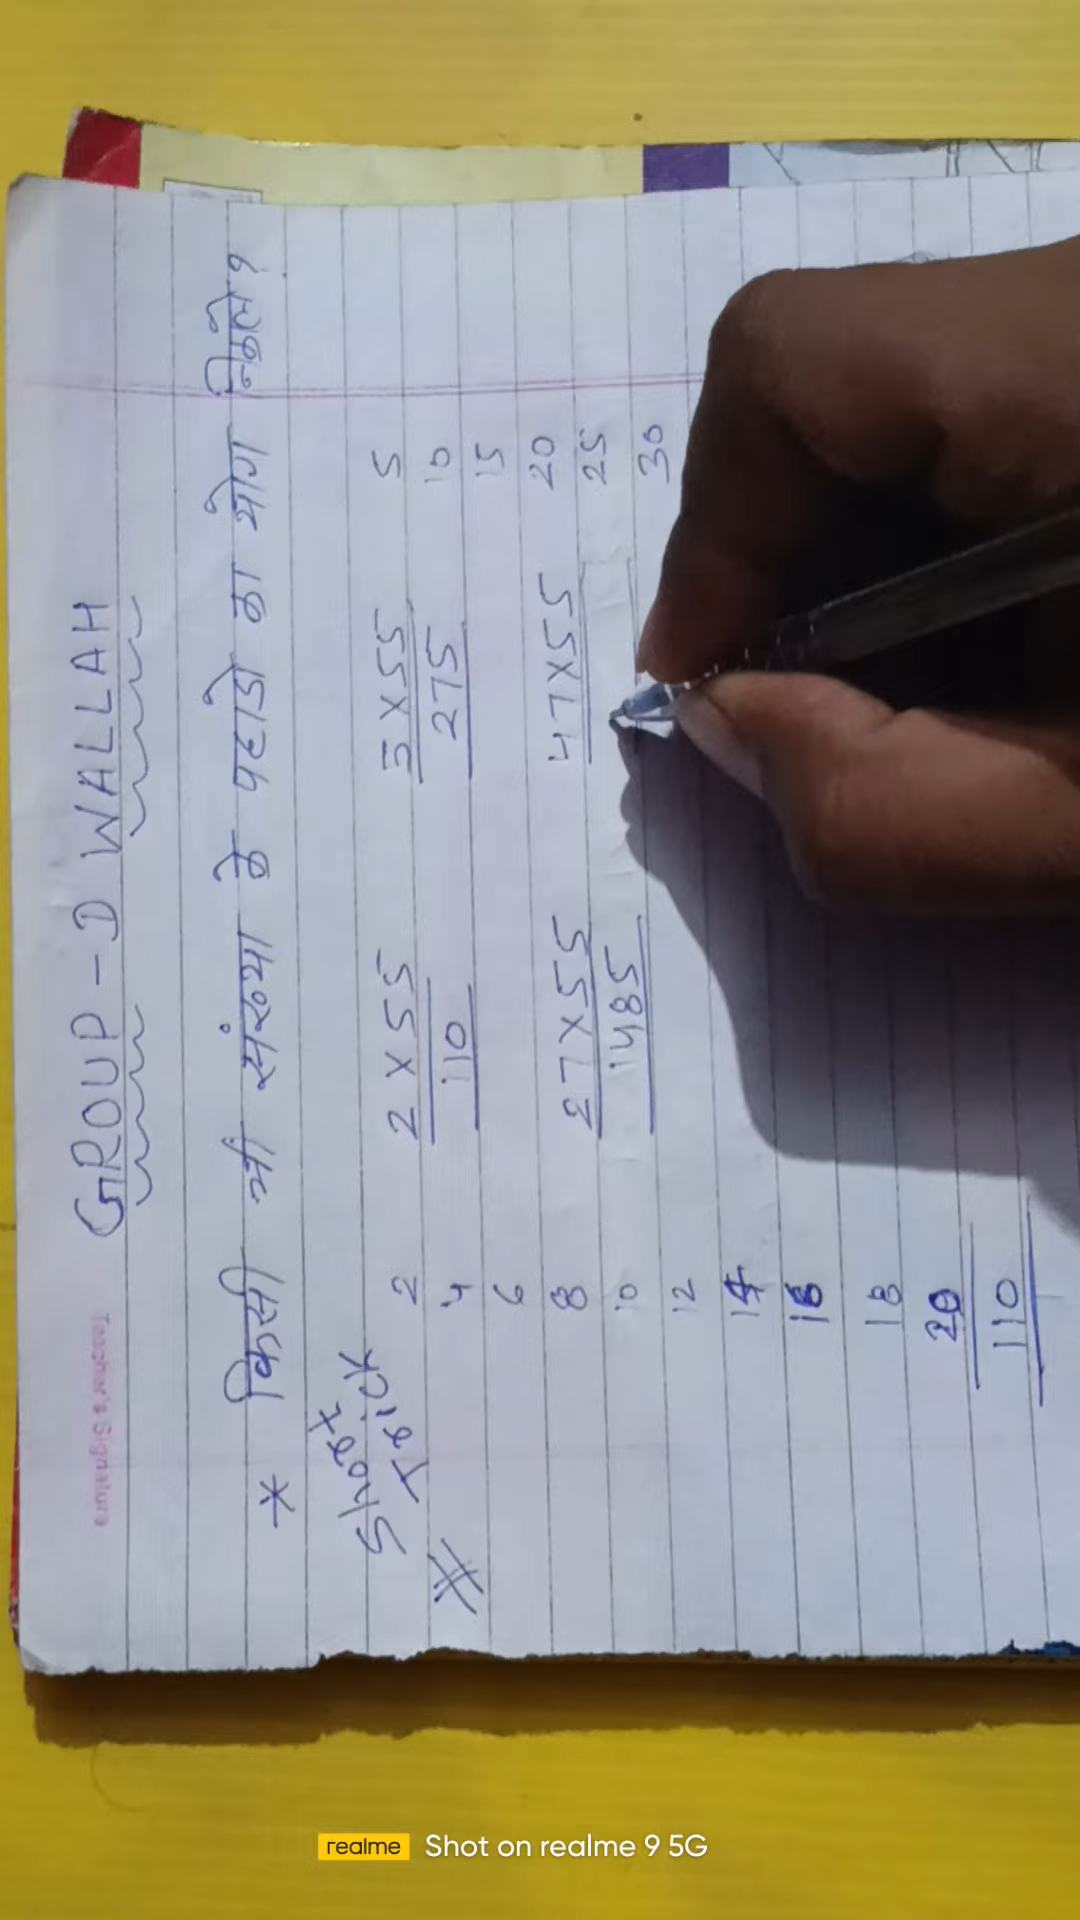 GROUP-D WALLAH
* किसी भी संख्या के पहाडे का योग निकाले?
Short
Trick
2
4
6
8
10
12
14
16
18
20
110
2 x 55
110
27 x 55
1485
5 x 55
275
47 x 55
5
10
15
20
25
30
Teacher's Signature
realme Shot on realme 9 5G